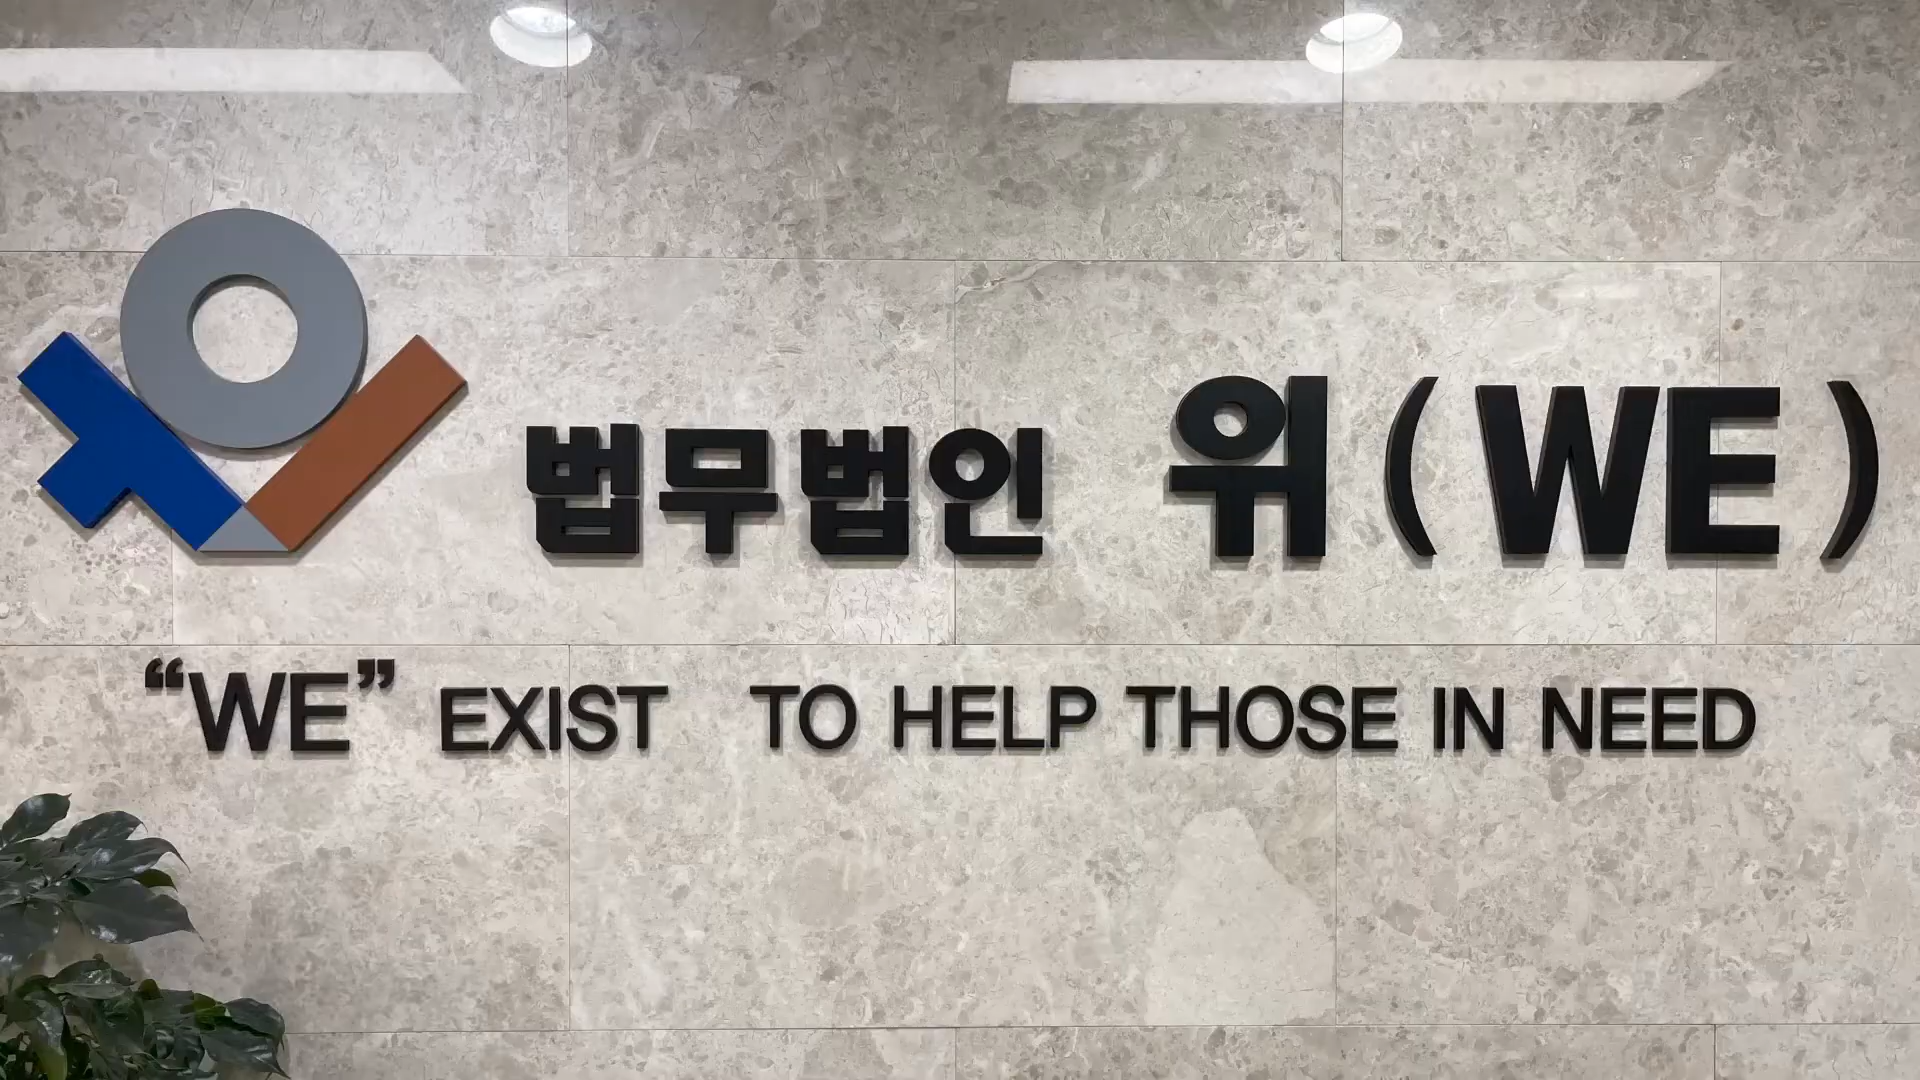 법무법인 위(WE)
“WE” EXIST TO HELP THOSE IN NEED